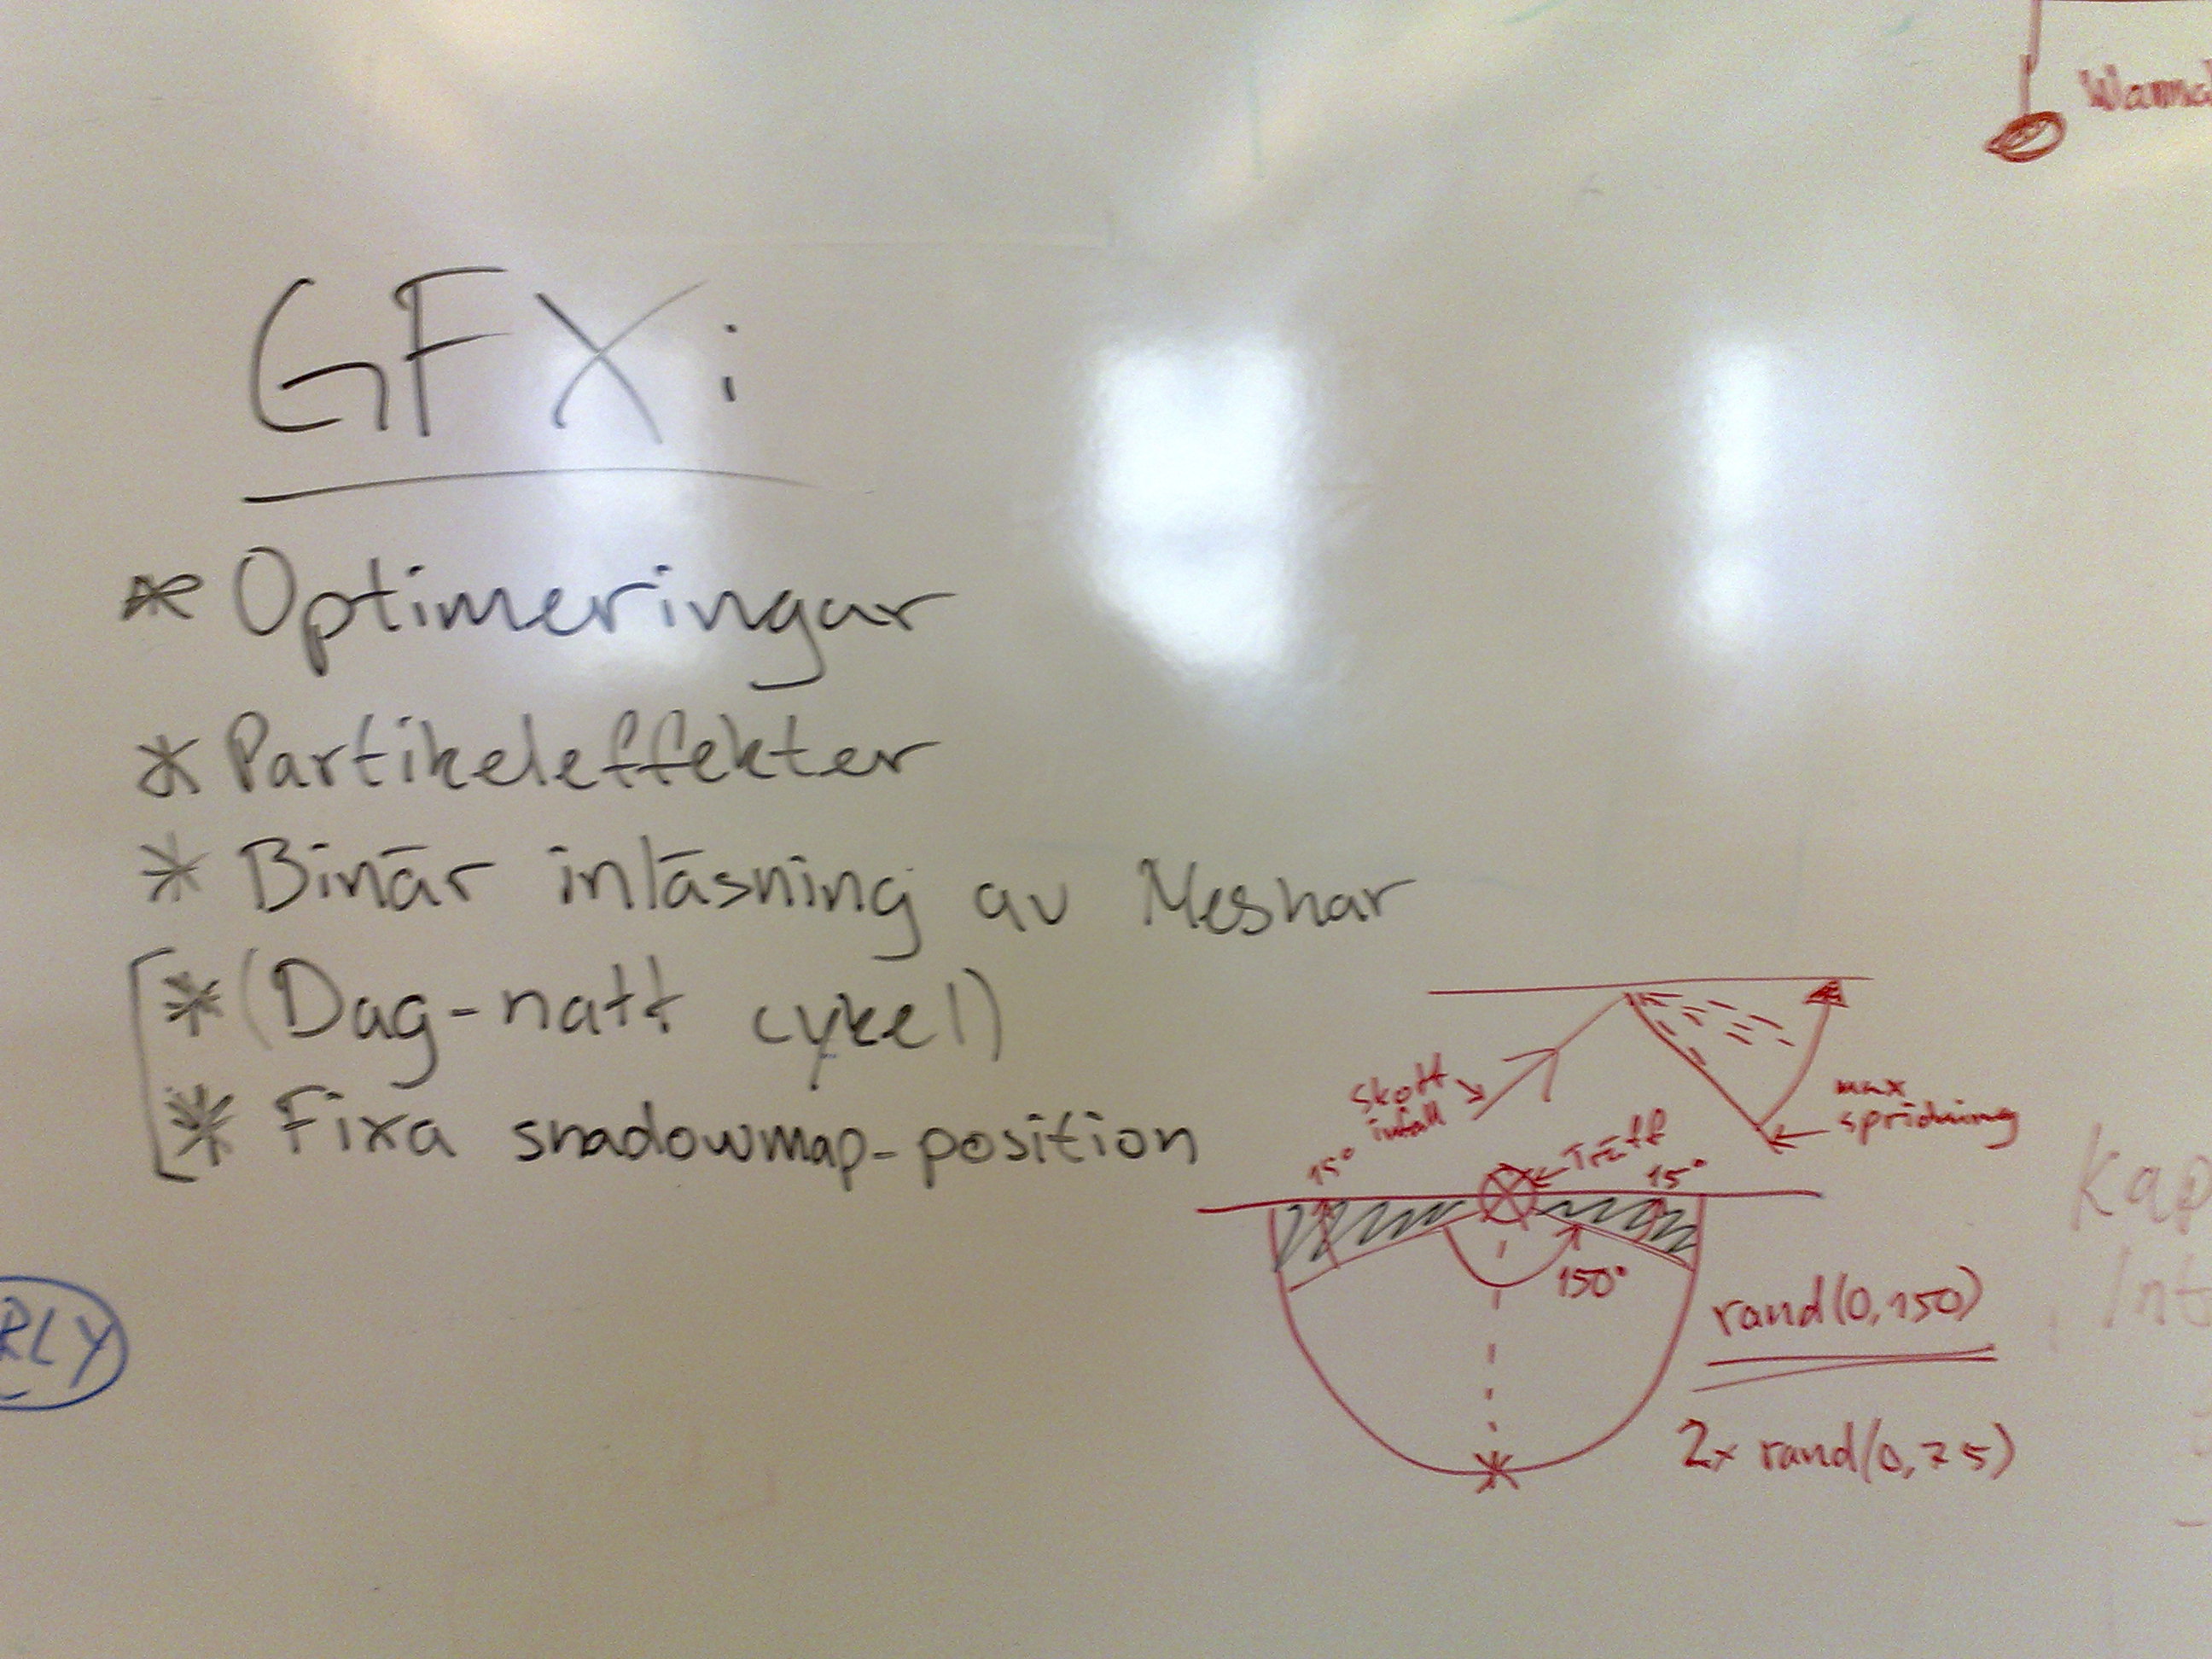 GFX:
* Optimeringar
* Partikeleffekter
* Binär inläsning av Meshar
* (Dag-natt cykel)
* Fixa shadowmap-position
skott
infall
max
spridning
Träff
15°
15°
150°
rand(0,150)
2x rand(0,75)
RLY
Kap
Int